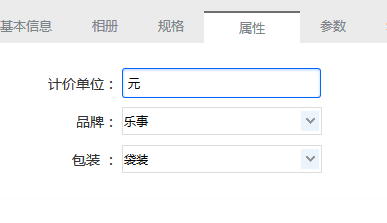 基本信息 相册 规格 属性 参数
计价单位： 元
品牌： 乐事
包装： 袋装